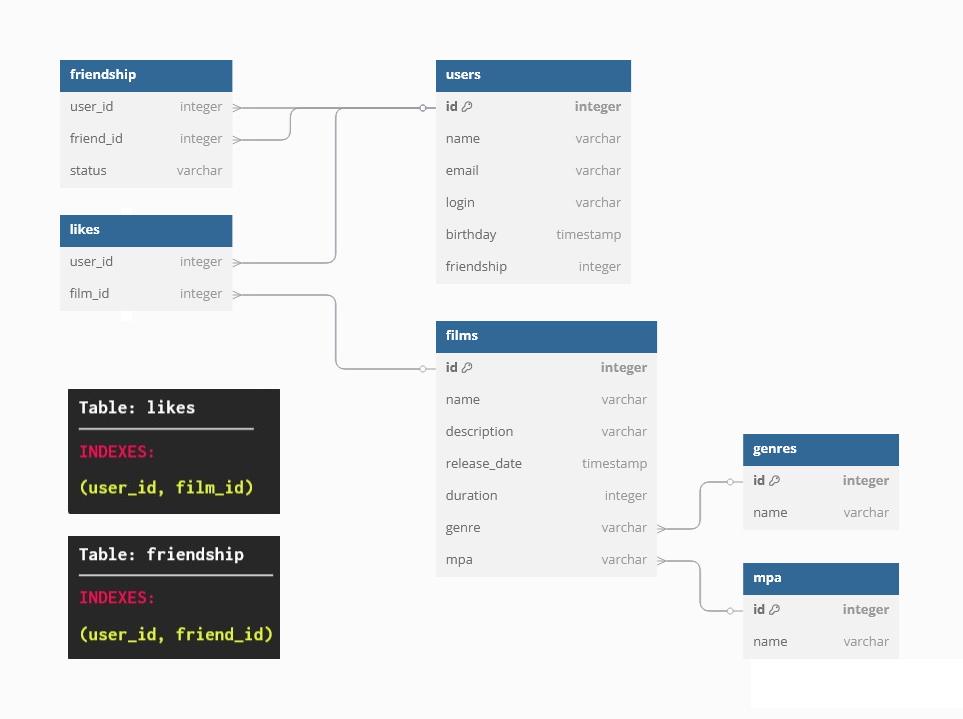 friendship
user_id integer
friend_id integer
status varchar
users
id integer
name varchar
email varchar
login varchar
birthday timestamp
friendship integer
likes
user_id integer
film_id integer
films
id integer
name varchar
description varchar
release_date timestamp
duration integer
genre varchar
mpa varchar
Table: likes
INDEXES:
(user_id, film_id)
Table: friendship
INDEXES:
(user_id, friend_id)
genres
id integer
name varchar
mpa
id integer
name varchar